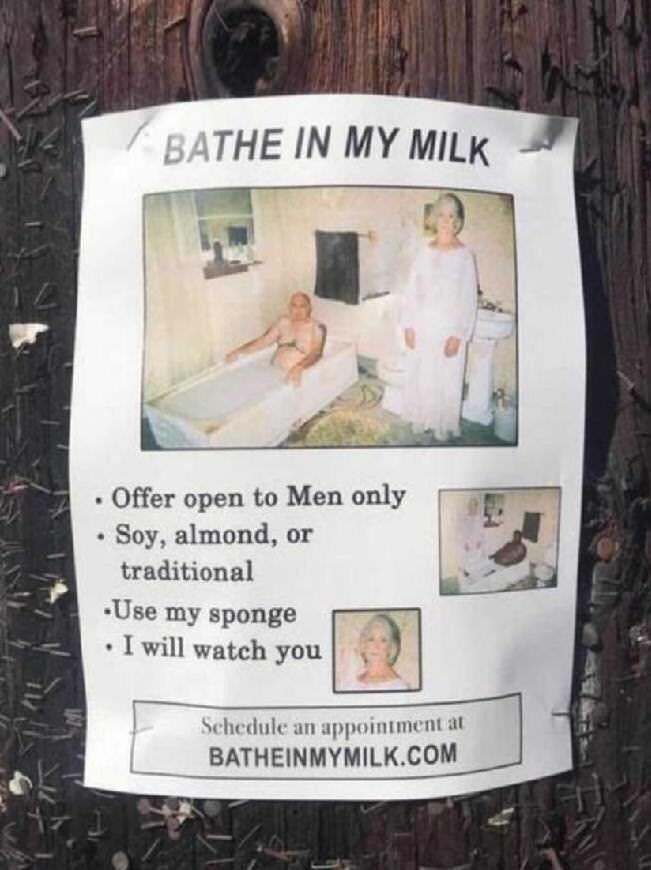 BATHE IN MY MILK
• Offer open to Men only
• Soy, almond, or
traditional
•Use my sponge
• I will watch you
Schedule an appointment at
BATHEINMYMILK.COM